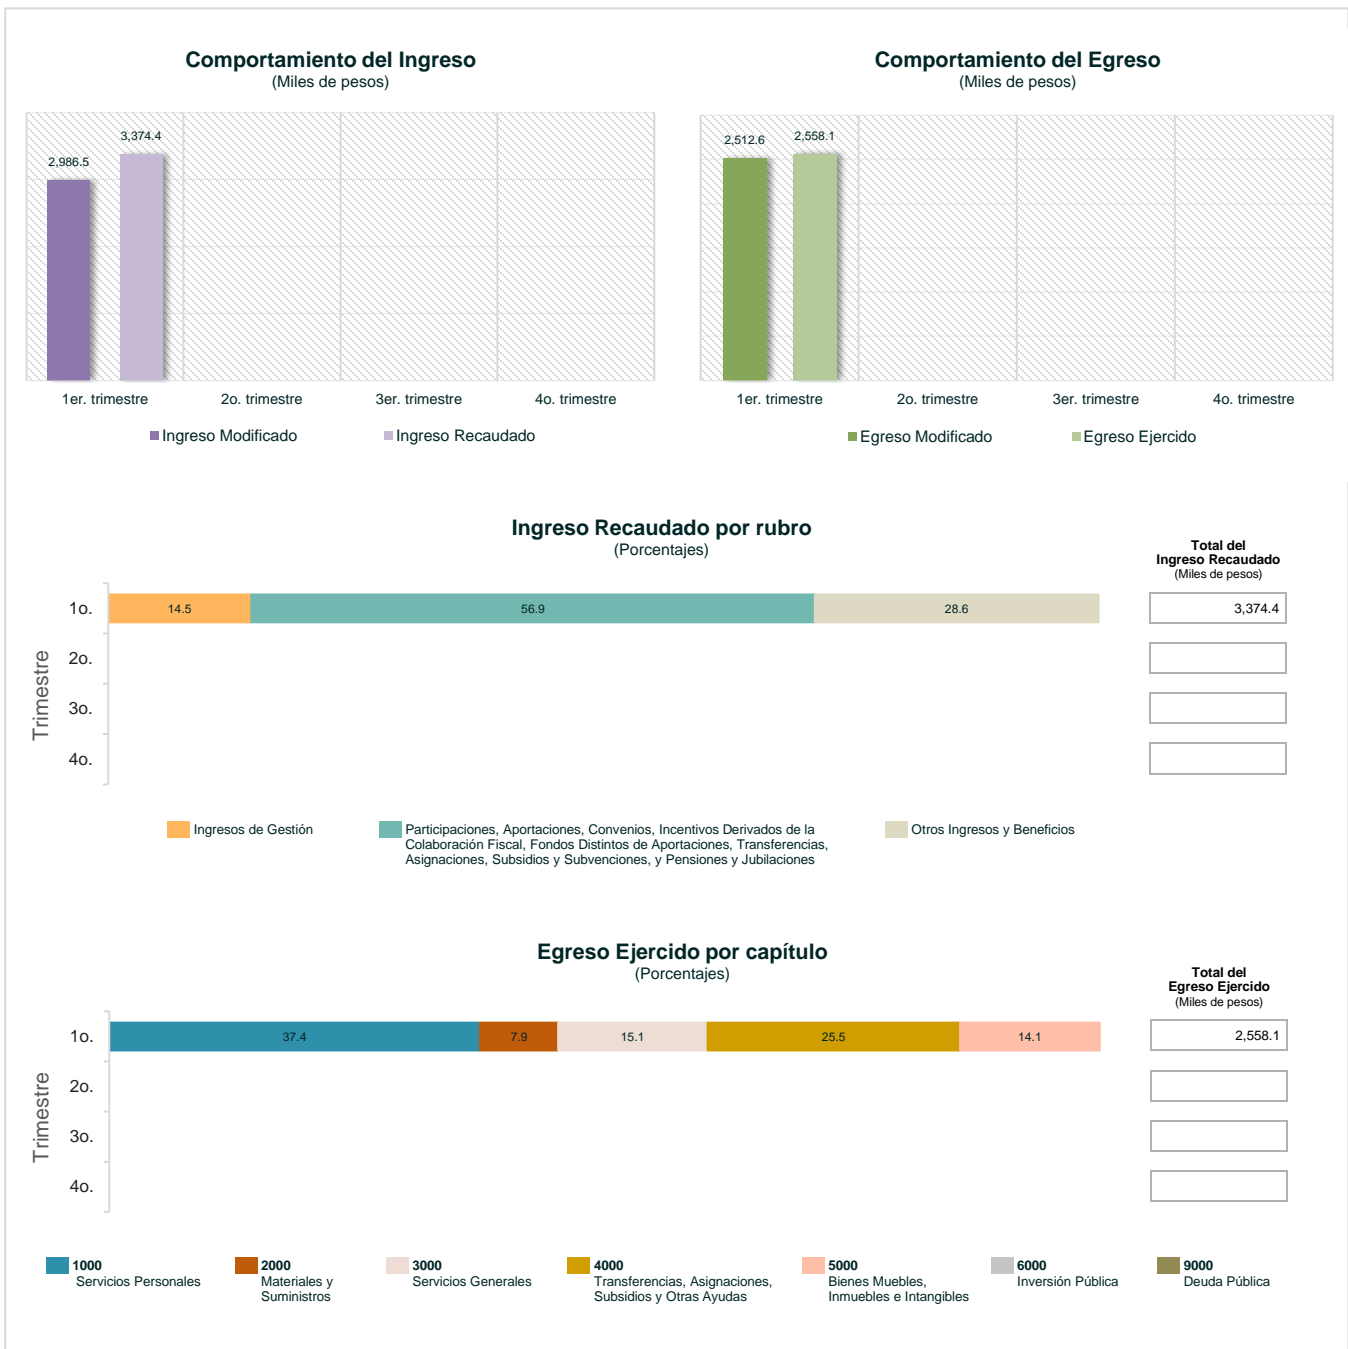 Comportamiento del Ingreso
(Miles de pesos)
2,986.5
3,374.4
1er. trimestre
2o. trimestre
3er. trimestre
4o. trimestre
Ingreso Modificado
Ingreso Recaudado
Comportamiento del Egreso
(Miles de pesos)
2,512.6
2,558.1
1er. trimestre
2o. trimestre
3er. trimestre
4o. trimestre
Egreso Modificado
Egreso Ejercido
Ingreso Recaudado por rubro
(Porcentajes)
Total del
Ingreso Recaudado
(Miles de pesos)
Trimestre
1o.
14.5
56.9
28.6
3,374.4
2o.
3o.
4o.
Ingresos de Gestión
Participaciones, Aportaciones, Convenios, Incentivos Derivados de la
Colaboración Fiscal, Fondos Distintos de Aportaciones, Transferencias,
Asignaciones, Subsidios y Subvenciones, y Pensiones y Jubilaciones
Otros Ingresos y Beneficios
Egreso Ejercido por capítulo
(Porcentajes)
Total del
Egreso Ejercido
(Miles de pesos)
Trimestre
1o.
37.4
7.9
15.1
25.5
14.1
2,558.1
2o.
3o.
4o.
1000
Servicios Personales
2000
Materiales y
Suministros
3000
Servicios Generales
4000
Transferencias, Asignaciones,
Subsidios y Otras Ayudas
5000
Bienes Muebles,
Inmuebles e Intangibles
6000
Inversión Pública
9000
Deuda Pública